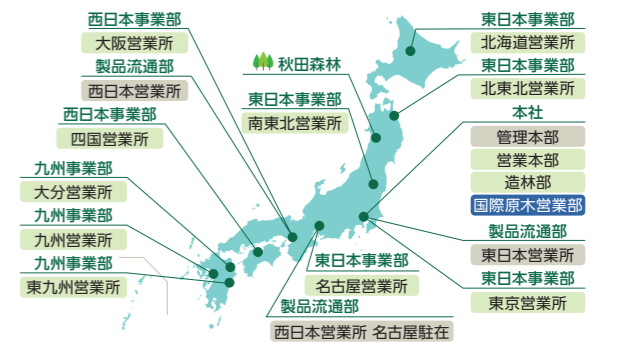 西日本事業部
大阪営業所
製品流通部
西日本営業所
西日本事業部
四国営業所
九州事業部
大分営業所
九州事業部
九州営業所
九州事業部
東九州営業所
秋田森林
東日本事業部
南東北営業所
東日本事業部
北海道営業所
東日本事業部
北東北営業所
本社
管理本部
営業本部
造林部
国際原木営業部
製品流通部
東日本営業所
東日本事業部
東京営業所
東日本事業部
名古屋営業所
製品流通部
西日本営業所 名古屋駐在